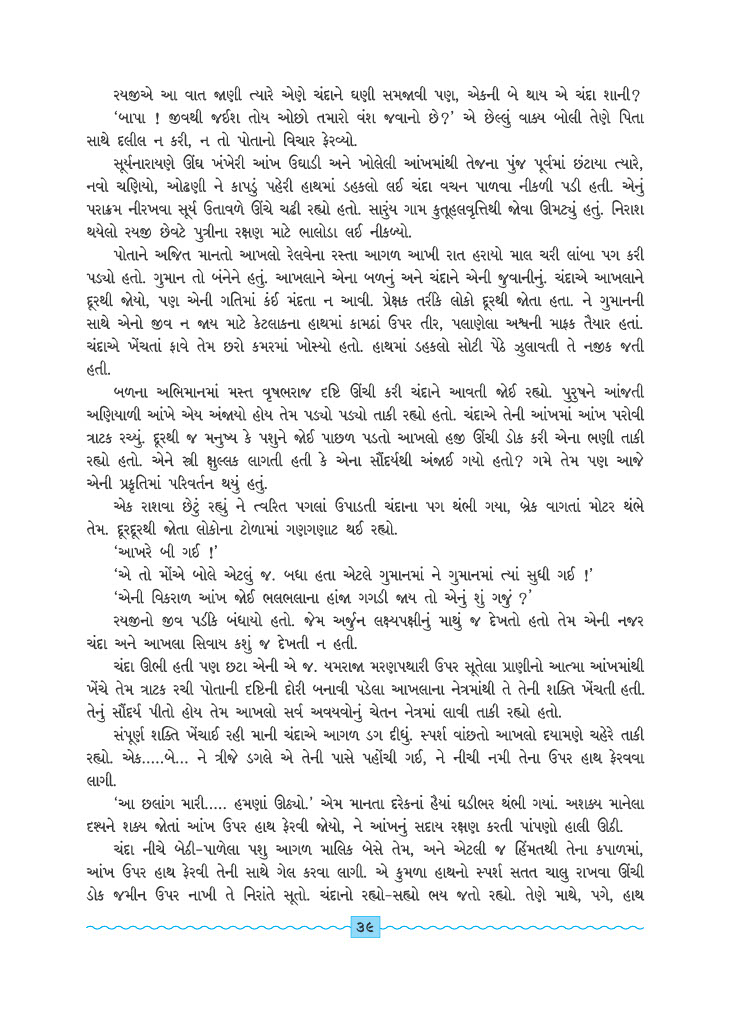 રયજીએ આ વાત જાણી ત્યારે એણે ચંદાને ઘણી સમજાવી પણ, એકની બે થાય એ ચંદા શાની?
‘બાપા ! જીવથી જઈશ તોય ઓછો તમારો વંશ જવાનો છે?’ એ છેલ્લું વાક્ય બોલી તેણે પિતા
સાથે દલીલ ન કરી, ન તો પોતાનો વિચાર ફેરવ્યો.
સૂર્યનારાયણે ઊંઘ ખંખેરી આંખ ઉઘાડી અને ખોલેલી આંખમાંથી તેજના પુંજ પૂર્વમાં છંટાયા ત્યારે,
નવો ચણિયો, ઓઢણી ને કાપડું પહેરી હાથમાં ડહકલો લઈ ચંદા વચન પાળવા નીકળી પડી હતી. એનું
પરાક્રમ નીરખવા સૂર્ય ઉતાવળે ઊંચે ચઢી રહ્યો હતો. સારુંય ગામ કુતૂહલવૃત્તિથી જોવા ઊમટ્યું હતું. નિરાશ
થયેલો રયજી છેવટે પુત્રીના રક્ષણ માટે ભાલોડા લઈ નીકળ્યો.
પોતાને અજિત માનતો આખલો રેલવેના રસ્તા આગળ આખી રાત હરાયો માલ ચરી લાંબા પગ કરી
પડ્યો હતો. ગુમાન તો બંનેને હતું. આખલાને એના બળનું અને ચંદાને એની જુવાનીનું. ચંદાએ આખલાને
દૂરથી જોયો, પણ એની ગતિમાં કંઈ મંદતા ન આવી. પ્રેક્ષક તરીકે લોકો દૂરથી જોતા હતા. ને ગુમાનની
સાથે એનો જીવ ન જાય માટે કેટલાકના હાથમાં કામઠાં ઉપર તીર, પલાણેલા અશ્વની માફક તૈયાર હતાં.
ચંદાએ ખેંચતાં ફાવે તેમ છરો કમરમાં ખોસ્યો હતો. હાથમાં ડહકલો સોટી પેઠે ઝુલાવતી તે નજીક જતી
હતી.
બળના અભિમાનમાં મસ્ત વૃષભરાજ દૃષ્ટિ ઊંચી કરી ચંદાને આવતી જોઈ રહ્યો. પુરુષને આંજતી
અણિયાળી આંખે એય અંજાયો હોય તેમ પડ્યો પડ્યો તાકી રહ્યો હતો. ચંદાએ તેની આંખમાં આંખ પરોવી
ત્રાટક રચ્યું. દૂરથી જ મનુષ્ય કે પશુને જોઈ પાછળ પડતો આખલો હજી ઊંચી ડોક કરી એના ભણી તાકી
રહ્યો હતો. એને સ્ત્રી ક્ષુલ્લક લાગતી હતી કે એના સૌંદર્યથી અંજાઈ ગયો હતો? ગમે તેમ પણ આજે
એની પ્રકૃતિમાં પરિવર્તન થયું હતું.
એક રાશવા છેટું રહ્યું ને ત્વરિત પગલાં ઉપાડતી ચંદાના પગ થંભી ગયા, બ્રેક વાગતાં મોટર થંભે
તેમ. દૂરદૂરથી જોતા લોકોના ટોળામાં ગણગણાટ થઈ રહ્યો.
‘આખરે બી ગઈ !’
‘એ તો મોંએ બોલે એટલું જ. બધા હતા એટલે ગુમાનમાં ને ગુમાનમાં ત્યાં સુધી ગઈ !’
‘એની વિકરાળ આંખ જોઈ ભલભલાના હાંજા ગગડી જાય તો એનું શું ગજું ?’
રયજીનો જીવ પડીકે બંધાયો હતો. જેમ અર્જુન લક્ષ્યપક્ષીનું માથું જ દેખતો હતો તેમ એની નજર
ચંદા અને આખલા સિવાય કશું જ દેખતી ન હતી.
ચંદા ઊભી હતી પણ છટા એની એ જ. યમરાજા મરણપથારી ઉપર સૂતેલા પ્રાણીનો આત્મા આંખમાંથી
ખેંચે તેમ ત્રાટક રચી પોતાની દૃષ્ટિની દોરી બનાવી પડેલા આખલાના નેત્રમાંથી તે તેની શક્તિ ખેંચતી હતી.
તેનું સૌંદર્ય પીતો હોય તેમ આખલો સર્વ અવયવોનું ચેતન નેત્રમાં લાવી તાકી રહ્યો હતો.
સંપૂર્ણ શક્તિ ખેંચાઈ રહી માની ચંદાએ આગળ ડગ દીધું. સ્પર્શ વાંછતો આખલો દયામણે ચહેરે તાકી
રહ્યો. એક.....બે... ને ત્રીજે ડગલે એ તેની પાસે પહોંચી ગઈ, ને નીચી નમી તેના ઉપર હાથ ફેરવવા
લાગી.
‘આ છલાંગ મારી..... હમણાં ઊઠ્યો.’ એમ માનતા દરેકનાં હૈયાં ઘડીભર થંભી ગયાં. અશક્ય માનેલા
દૃશ્યને શક્ય જોતાં આંખ ઉપર હાથ ફેરવી જોયો, ને આંખનું સદાય રક્ષણ કરતી પાંપણો હાલી ઊઠી.
ચંદા નીચે બેઠી-પાળેલા પશુ આગળ માલિક બેસે તેમ, અને એટલી જ હિંમતથી તેના કપાળમાં,
આંખ ઉપર હાથ ફેરવી તેની સાથે ગેલ કરવા લાગી. એ કુમળા હાથનો સ્પર્શ સતત ચાલુ રાખવા ઊંચી
ડોક જમીન ઉપર નાખી તે નિરાંતે સૂતો. ચંદાનો રહ્યો-સહ્યો ભય જતો રહ્યો. તેણે માથે, પગે, હાથ
૩૯